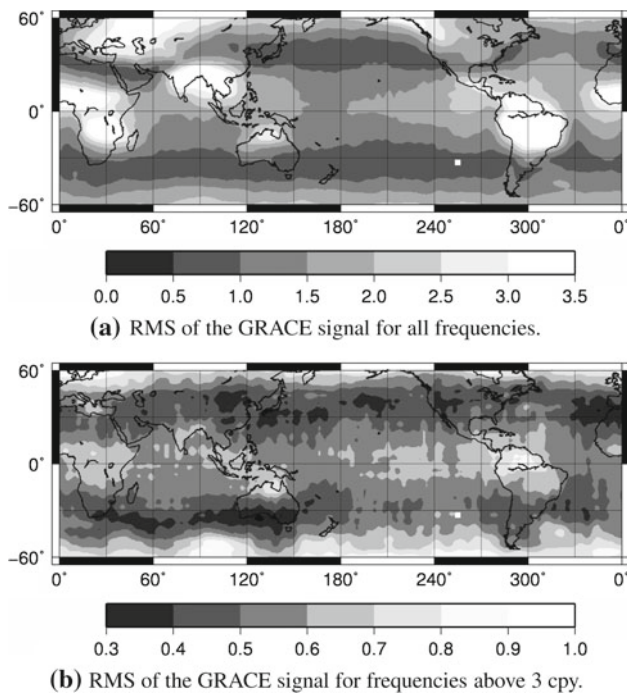 60˚
0˚
−60˚
0˚ 60˚ 120˚ 180˚ 240˚ 300˚ 0˚
0.0 0.5 1.0 1.5 2.0 2.5 3.0 3.5
(a) RMS of the GRACE signal for all frequencies.
60˚
0˚
−60˚
0˚ 60˚ 120˚ 180˚ 240˚ 300˚ 0˚
0.3 0.4 0.5 0.6 0.7 0.8 0.9 1.0
(b) RMS of the GRACE signal for frequencies above 3 cpy.